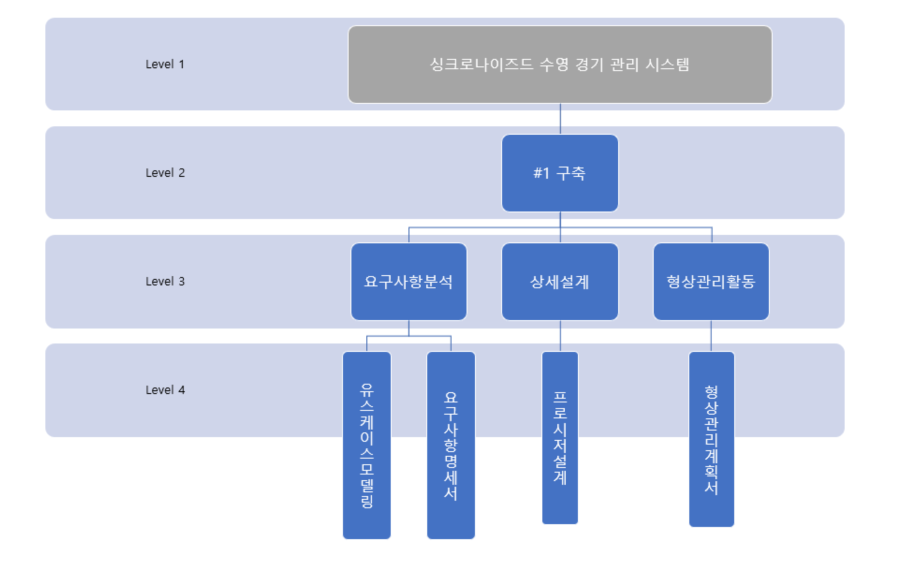 Level 1
싱크로나이즈드 수영 경기 관리 시스템
Level 2
#1 구축
Level 3
요구사항분석
상세설계
형상관리활동
Level 4
유스케이스모델링
요구사항명세서
프로시저설계
형상관리계획서